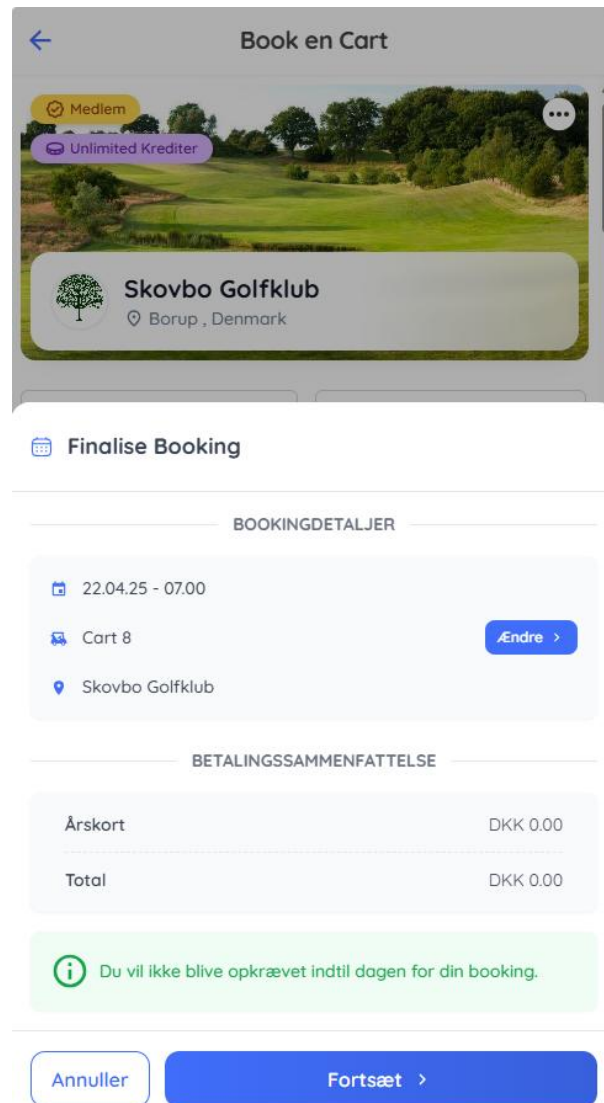 Book en Cart
Medlem
Unlimited Krediter
Skovbo Golfklub
Borup , Denmark
Finalise Booking
BOOKINGDETALJER
22.04.25 - 07.00
Cart 8
Ændre
Skovbo Golfklub
BETALINGSSAMMENFATTELSE
Årskort DKK 0.00
Total DKK 0.00
Du vil ikke blive opkrævet indtil dagen for din booking.
Annuller
Fortsæt